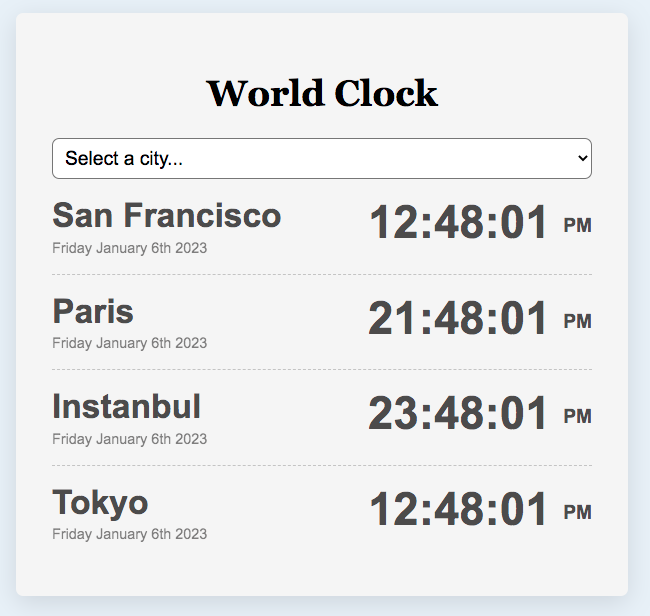 World Clock
Select a city...
San Francisco 12:48:01 PM
Friday January 6th 2023
Paris 21:48:01 PM
Friday January 6th 2023
Instanbul 23:48:01 PM
Friday January 6th 2023
Tokyo 12:48:01 PM
Friday January 6th 2023